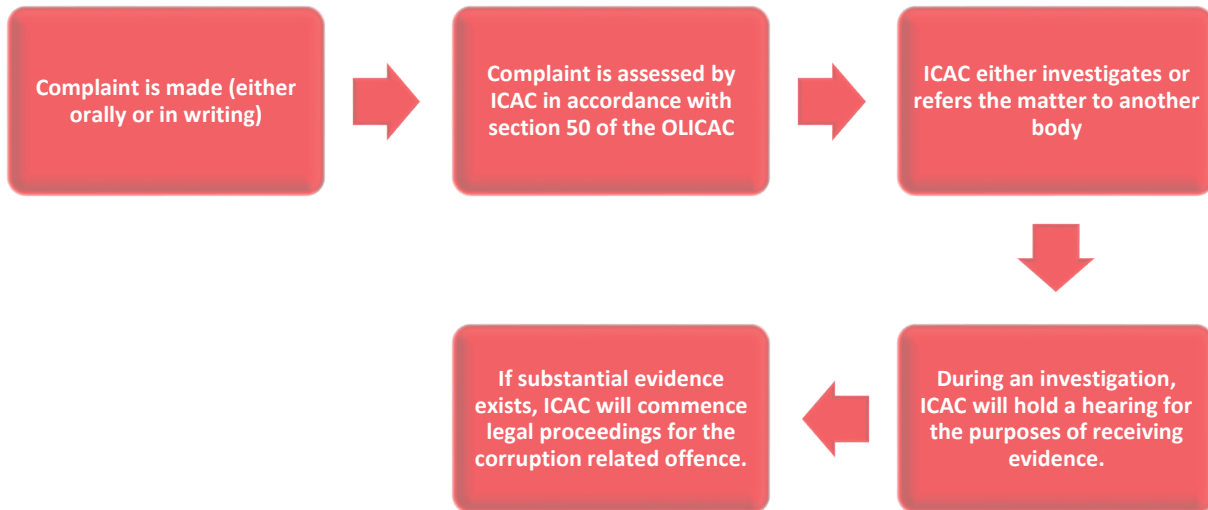 Complaint is made (either
orally or in writing)
Complaint is assessed by
ICAC in accordance with
section 50 of the OLICAC
ICAC either investigates or
refers the matter to another
body
During an investigation,
ICAC will hold a hearing for
the purposes of receiving
evidence.
If substantial evidence
exists, ICAC will commence
legal proceedings for the
corruption related offence.